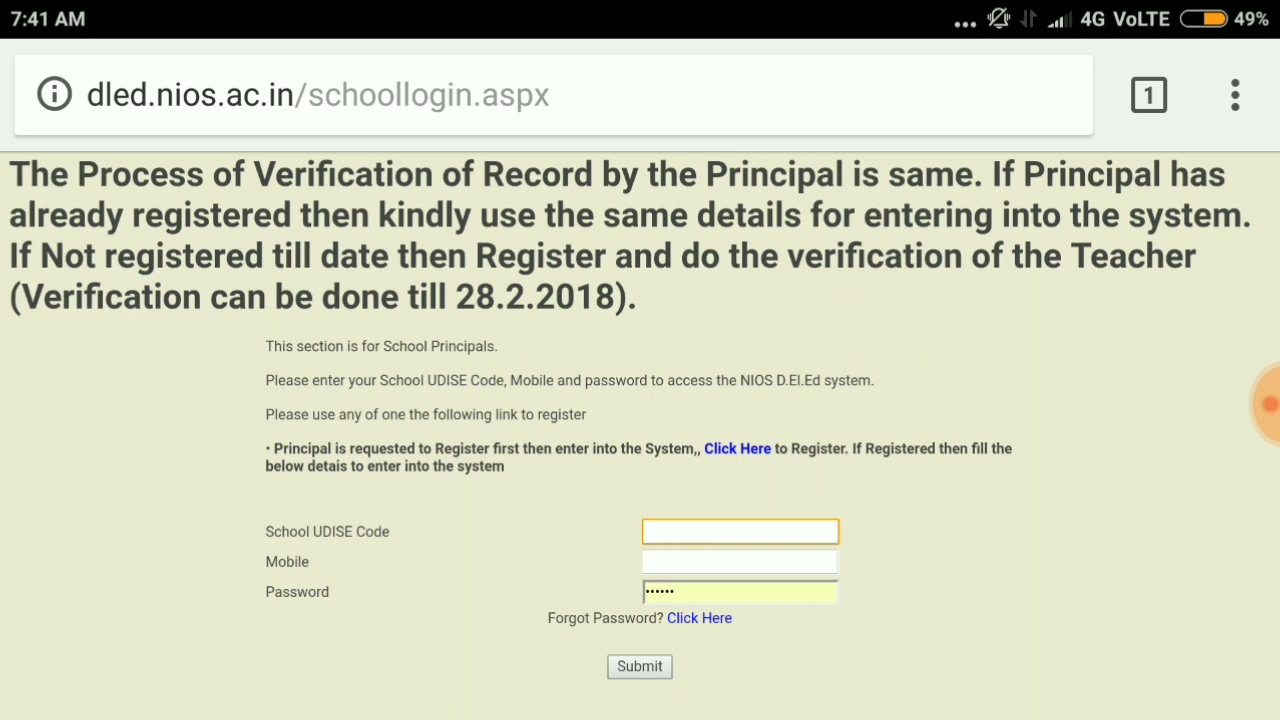 7:41 AM
... 4G VoLTE 49%
dled.nios.ac.in/schoollogin.aspx
1
The Process of Verification of Record by the Principal is same. If Principal has
already registered then kindly use the same details for entering into the system.
If Not registered till date then Register and do the verification of the Teacher
(Verification can be done till 28.2.2018).
This section is for School Principals.
Please enter your School UDISE Code, Mobile and password to access the NIOS D.El.Ed system.
Please use any of one the following link to register
• Principal is requested to Register first then enter into the System,, Click Here to Register. If Registered then fill the
below detais to enter into the system
School UDISE Code
Mobile
Password ••••••
Forgot Password? Click Here
Submit